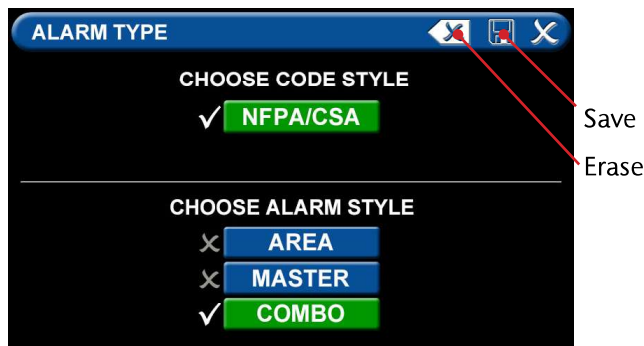 ALARM TYPE
CHOOSE CODE STYLE
NFPA/CSA
Save
Erase
CHOOSE ALARM STYLE
AREA
MASTER
COMBO